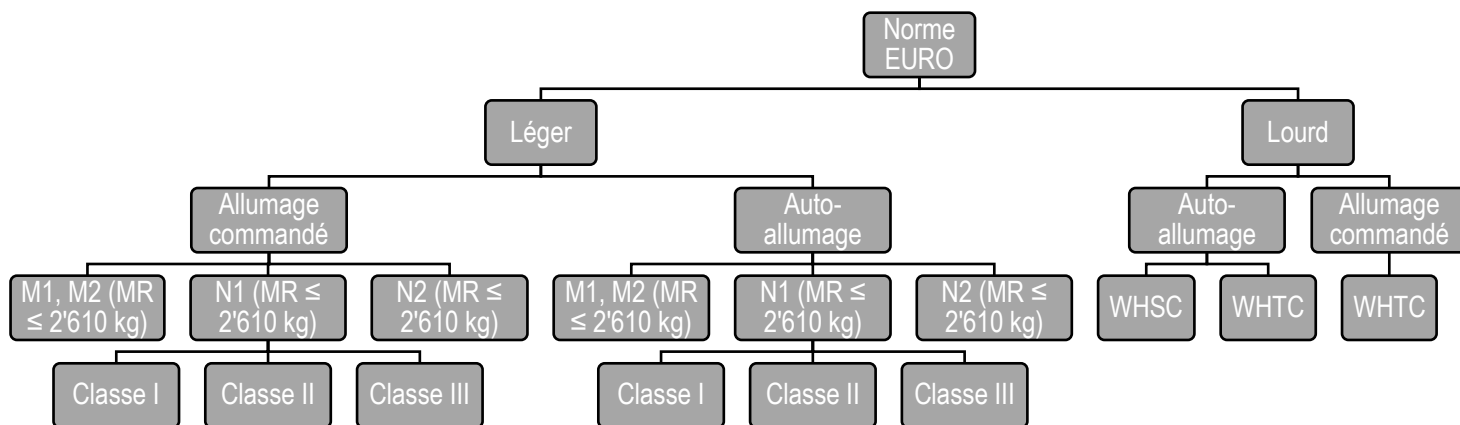 Norme
EURO
Léger
Lourd
Allumage
commandé
Auto-
allumage
Auto-
allumage
Allumage
commandé
M1, M2 (MR
≤ 2'610 kg)
N1 (MR ≤
2'610 kg)
N2 (MR ≤
2'610 kg)
M1, M2 (MR
≤ 2'610 kg)
N1 (MR ≤
2'610 kg)
N2 (MR ≤
2'610 kg)
WHSC
WHTC
WHTC
Classe I
Classe II
Classe III
Classe I
Classe II
Classe III